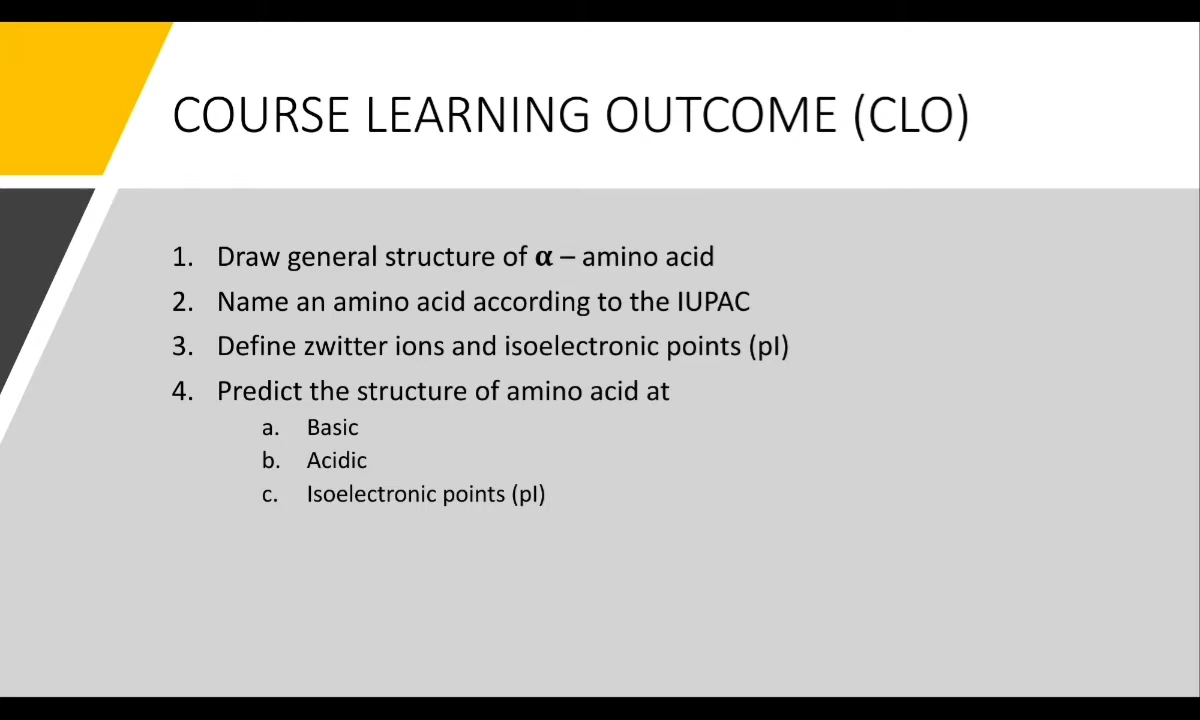 COURSE LEARNING OUTCOME (CLO)
1. Draw general structure of α – amino acid
2. Name an amino acid according to the IUPAC
3. Define zwitter ions and isoelectronic points (pI)
4. Predict the structure of amino acid at
a. Basic
b. Acidic
c. Isoelectronic points (pI)